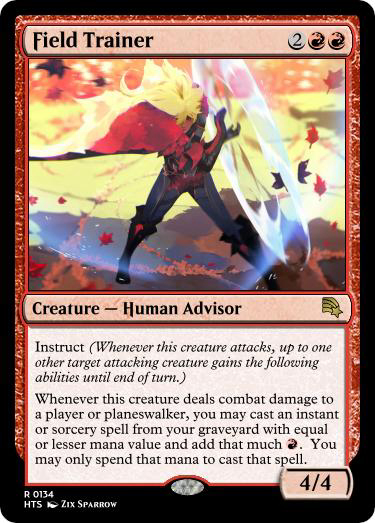 Field Trainer 2
Creature — Human Advisor
Instruct (Whenever this creature attacks, up to
one other target attacking creature gains the following
abilities until end of turn.)
Whenever this creature deals combat damage to
a player or planeswalker, you may cast an instant
or sorcery spell from your graveyard with equal
or lesser mana value and add that much . You
may only spend that mana to cast that spell.
4/4
R 0134
HTS Zix Sparrow